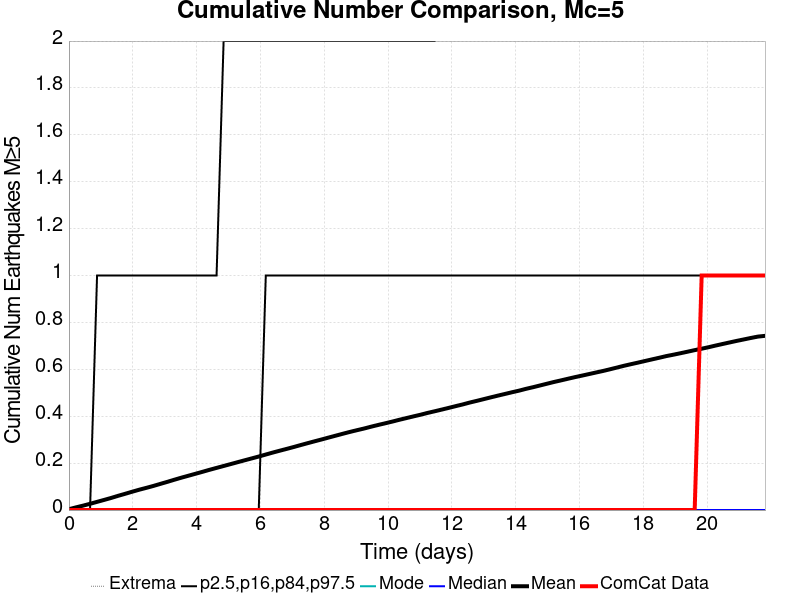 Cumulative Number Comparison, Mc=5
Cumulative Num Earthquakes M≥5
2
1.8
1.6
1.4
1.2
1
0.8
0.6
0.4
0.2
0
0 2 4 6 8 10 12 14 16 18 20
Time (days)
Extrema p2.5,p16,p84,p97.5 Mode Median Mean ComCat Data